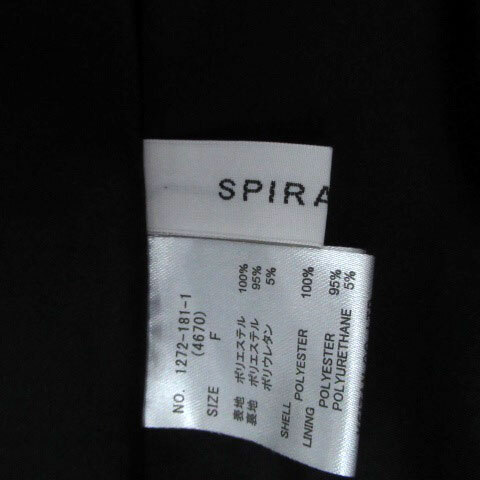 SPIRA
NO. 1272-181-1
(4670)
SIZE F
表地 ポリエステル 100%
裏地 ポリエステル 95%
ポリウレタン 5%
SHELL
POLYESTER 100%
LINING POLYESTER 95%
POLYURETHANE 5%